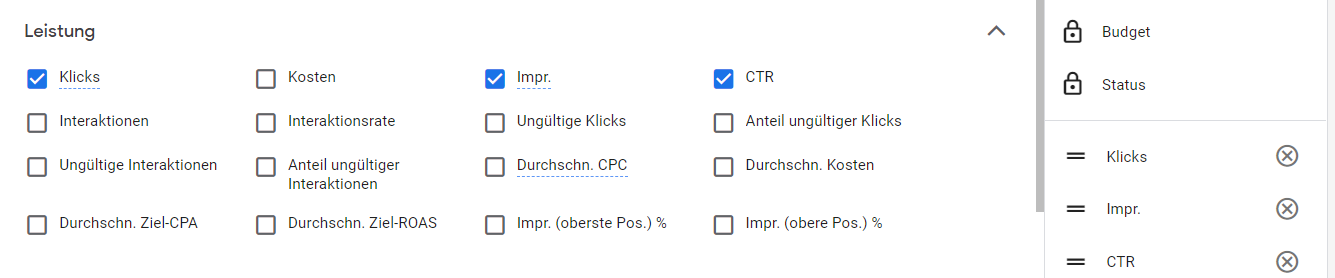 Leistung
Klicks
Kosten
Impr.
CTR
Interaktionen
Interaktionsrate
Ungültige Klicks
Anteil ungültiger Klicks
Ungültige Interaktionen
Anteil ungültiger
Interaktionen
Durchschn. CPC
Durchschn. Kosten
Durchschn. Ziel-CPA
Durchschn. Ziel-ROAS
Impr. (oberste Pos.) %
Impr. (obere Pos.) %
Budget
Status
Klicks
Impr.
CTR